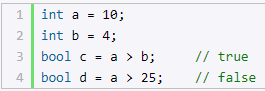 1 int a = 10;
2 int b = 4;
3 bool c = a > b;     // true
4 bool d = a > 25;    // false